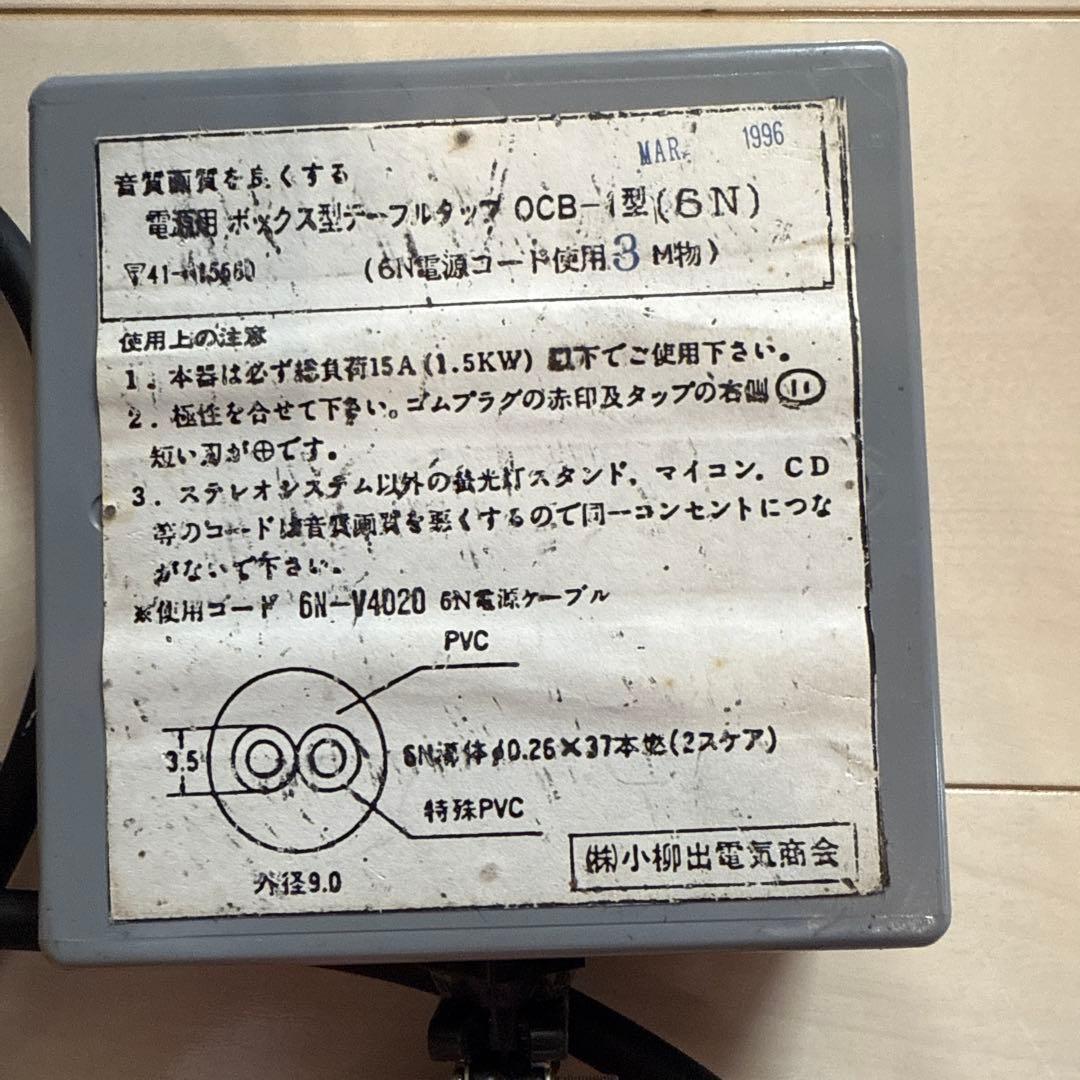 MAR. 1996
音質画質を良くする
電源用 ボックス型テーブルタップ OCB-1型(6N)
▽41-
(6N電源コード使用 3 M物)
使用上の注意
1. 本器は必ず総負荷15A(1.5KW) 以下でご使用下さい。
2. 極性を合せて下さい。ゴムプラグの赤印及タップの右側
短い刃が⊕です。
3. ステレオシステム以外の螢光灯スタンド, マイコン, CD
等のコードは音質画質を悪くするので同一コンセントにつな
がないで下さい。
※使用コード 6N-V4020 6N電源ケーブル
PVC
3.5
6N導体φ0.26×37本撚(2スケア)
特殊PVC
外径9.0
㈱小柳出電気商会